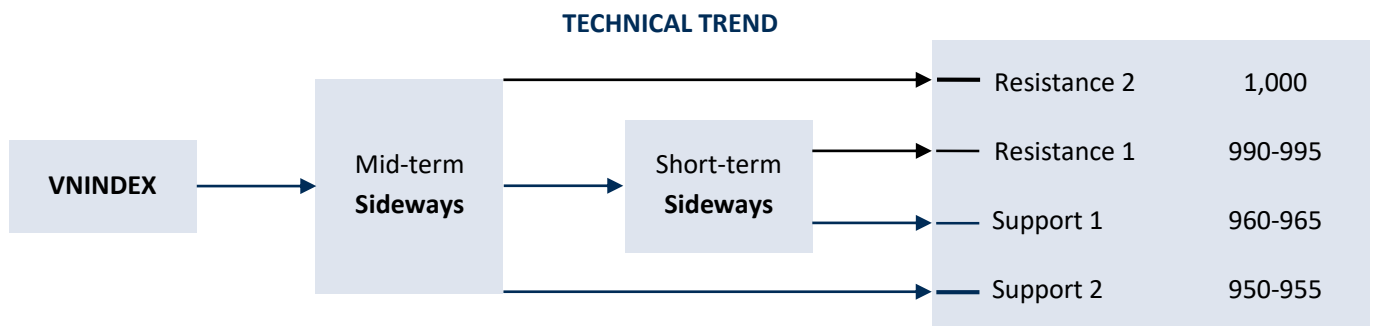 TECHNICAL TREND
VNINDEX
Mid-term
Sideways
Short-term
Sideways
Resistance 2 1,000
Resistance 1 990-995
Support 1 960-965
Support 2 950-955